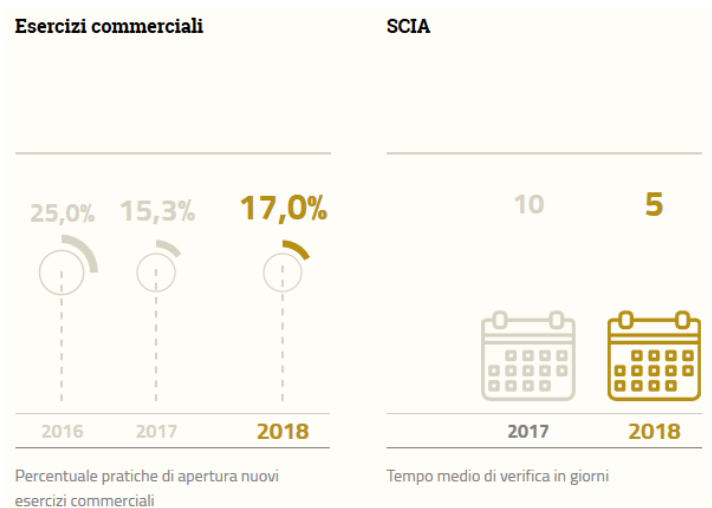 Esercizi commerciali
25,0% 15,3% 17,0%
2016 2017 2018
Percentuale pratiche di apertura nuovi
esercizi commerciali
SCIA
10 5
2017 2018
Tempo medio di verifica in giorni